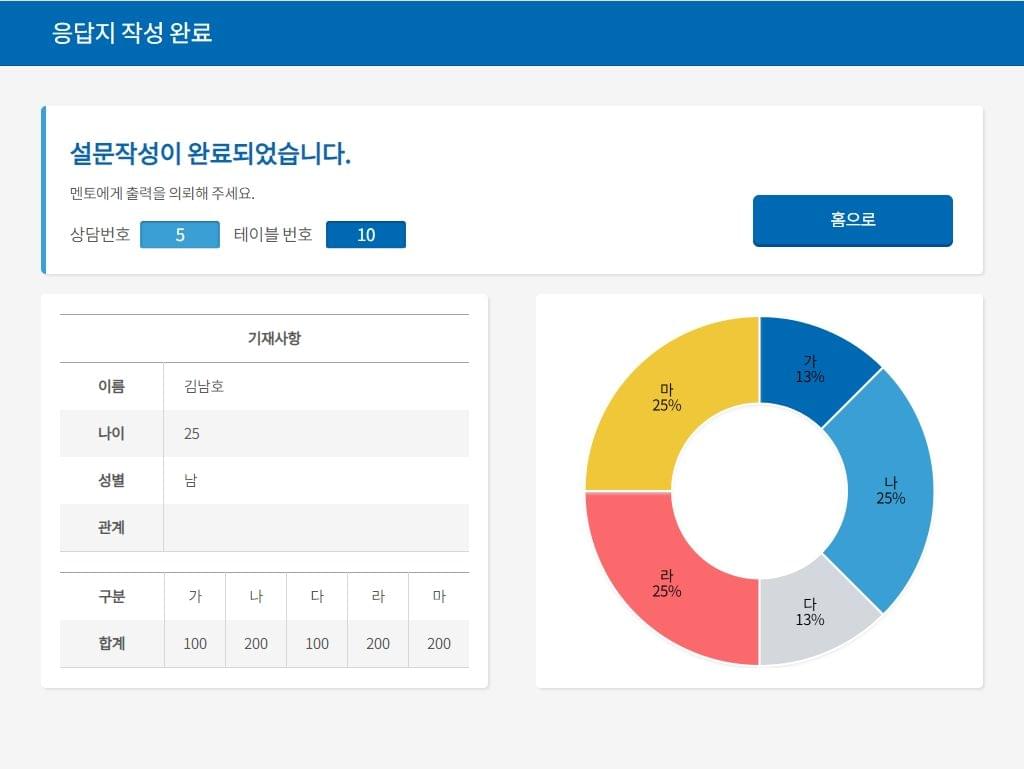 응답지 작성 완료
설문작성이 완료되었습니다.
멘토에게 출력을 의뢰해 주세요.
상담번호 5 테이블 번호 10
홈으로
기재사항
이름 김남호
나이 25
성별 남
관계
구분 가 나 다 라 마
합계 100 200 100 200 200
가
13%
나
25%
다
13%
라
25%
마
25%